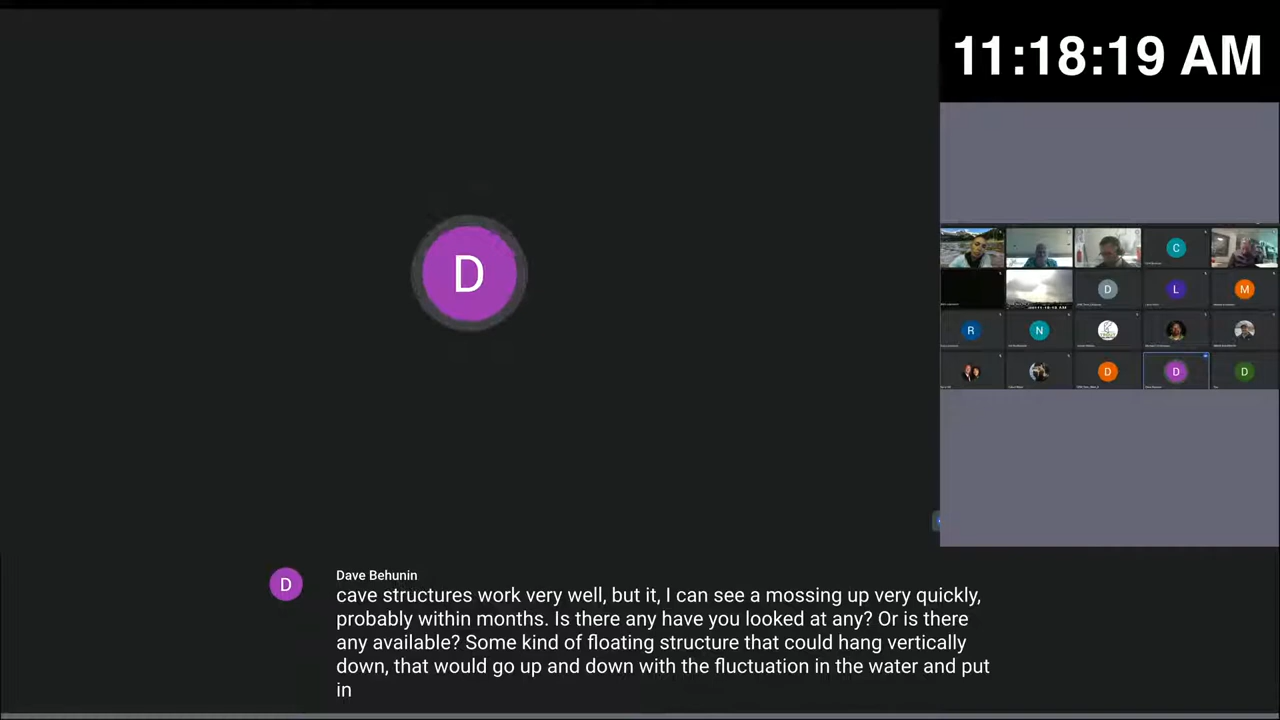 11:18:19 AM
D
C
D
L
M
R
N
D
D
D
D
Dave Behunin
cave structures work very well, but it, I can see a mossing up very quickly,
probably within months. Is there any have you looked at any? Or is there
any available? Some kind of floating structure that could hang vertically
down, that would go up and down with the fluctuation in the water and put
in